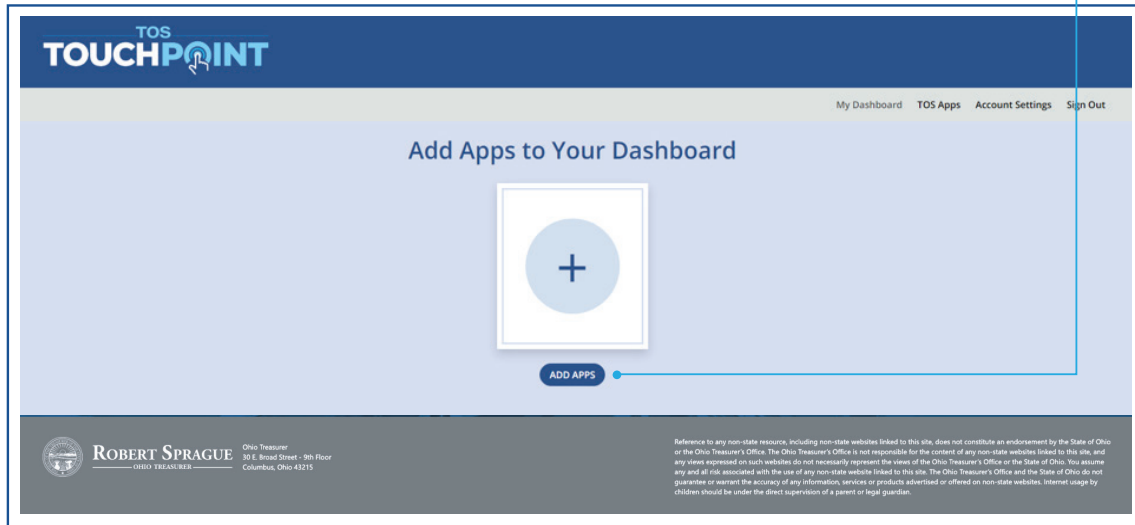 TOS
TOUCHPOINT
My Dashboard TOS Apps Account Settings Sign Out
Add Apps to Your Dashboard
+
ADD APPS
ROBERT SPRAGUE
OHIO TREASURER
Ohio Treasurer
30 E. Broad Street - 9th Floor
Columbus, Ohio 43215
Reference to any non-state resource, including non-state websites linked to this site, does not constitute an endorsement by the State of Ohio
or the Ohio Treasurer's Office. The Ohio Treasurer's Office is not responsible for the content of any non-state websites linked to this site, and
any views expressed on such websites do not necessarily represent the views of the Ohio Treasurer's Office or the State of Ohio. You assume
any and all risk associated with the use of any non-state website linked to this site. The Ohio Treasurer's Office and the State of Ohio do not
guarantee or warrant the accuracy of any information, services or products advertised or offered on non-state websites. Internet usage by
children should be under the direct supervision of a parent or legal guardian.